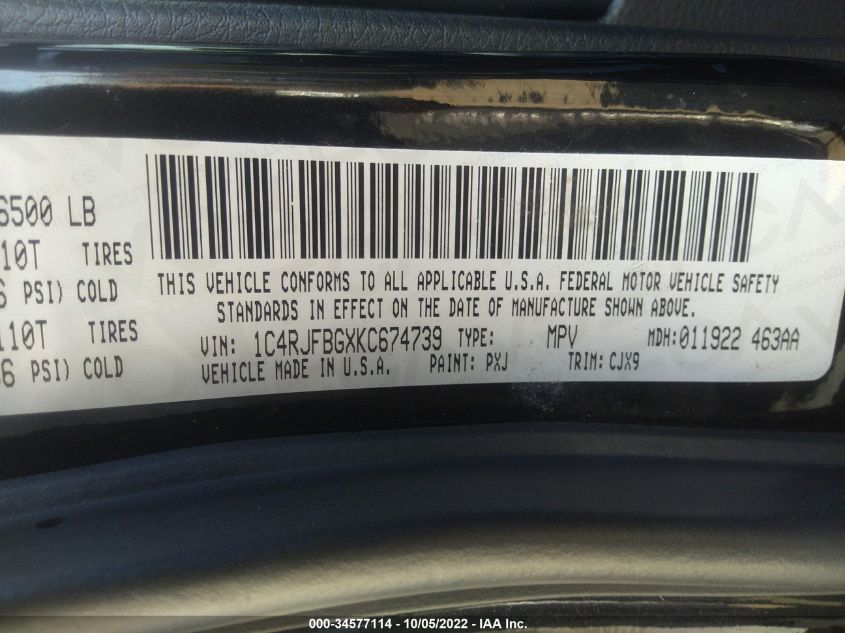 6500 LB
10T TIRES
6 PSI) COLD
110T TIRES
36 PSI) COLD
THIS VEHICLE CONFORMS TO ALL APPLICABLE U.S.A. FEDERAL MOTOR VEHICLE SAFETY
STANDARDS IN EFFECT ON THE DATE OF MANUFACTURE SHOWN ABOVE.
VIN: 1C4RJFBGXKC674739 TYPE: MPV MDH:011922 463AA
VEHICLE MADE IN U.S.A. PAINT: PXJ TRIM: CJX9
000-34577114 - 10/05/2022 - IAA Inc.